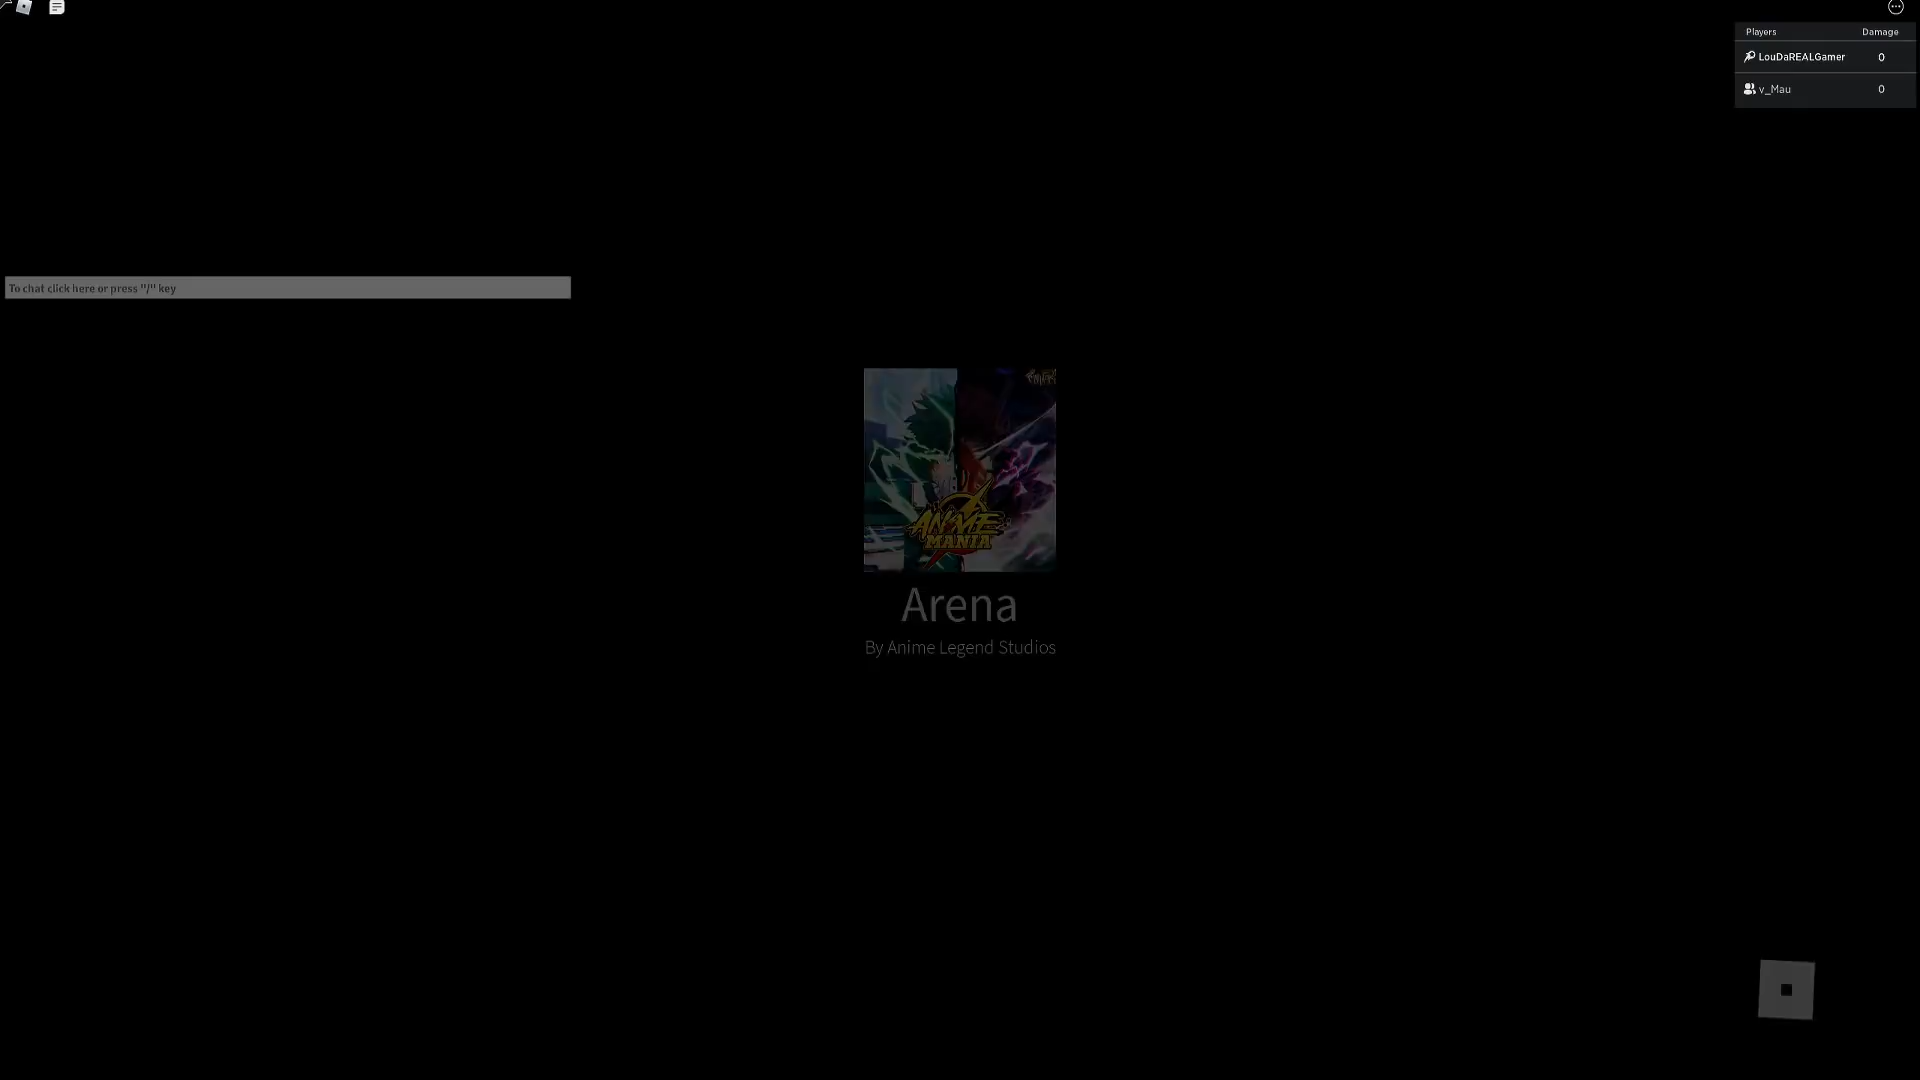 Players Damage
LouDaREALGamer 0
v_Mau 0
To chat click here or press "/" key
ANIME
MANIA
Arena
By Anime Legend Studios